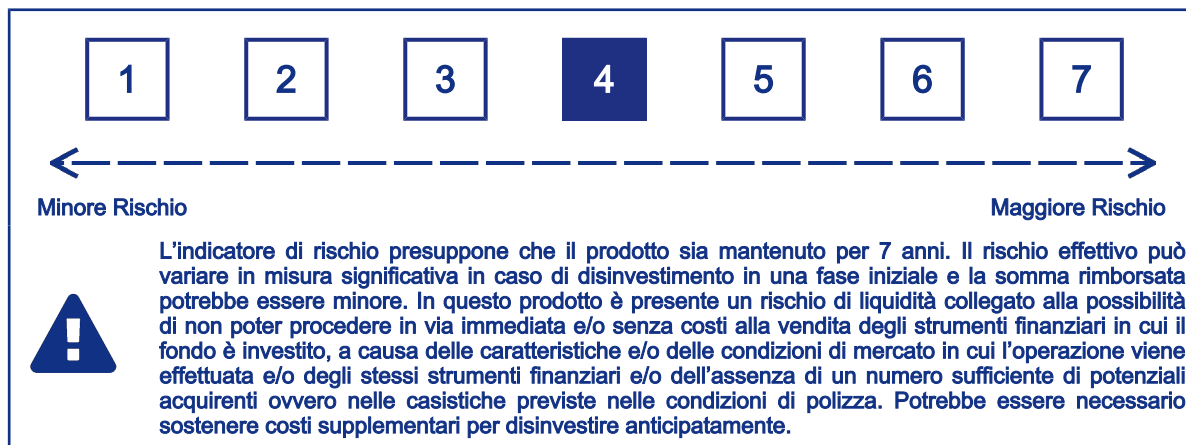 1 2 3 4 5 6 7
Minore Rischio Maggiore Rischio
L'indicatore di rischio presuppone che il prodotto sia mantenuto per 7 anni. Il rischio effettivo può
variare in misura significativa in caso di disinvestimento in una fase iniziale e la somma rimborsata
potrebbe essere minore. In questo prodotto è presente un rischio di liquidità collegato alla possibilità
di non poter procedere in via immediata e/o senza costi alla vendita degli strumenti finanziari in cui il
fondo è investito, a causa delle caratteristiche e/o delle condizioni di mercato in cui l'operazione viene
effettuata e/o degli stessi strumenti finanziari e/o dell'assenza di un numero sufficiente di potenziali
acquirenti ovvero nelle casistiche previste nelle condizioni di polizza. Potrebbe essere necessario
sostenere costi supplementari per disinvestire anticipatamente.